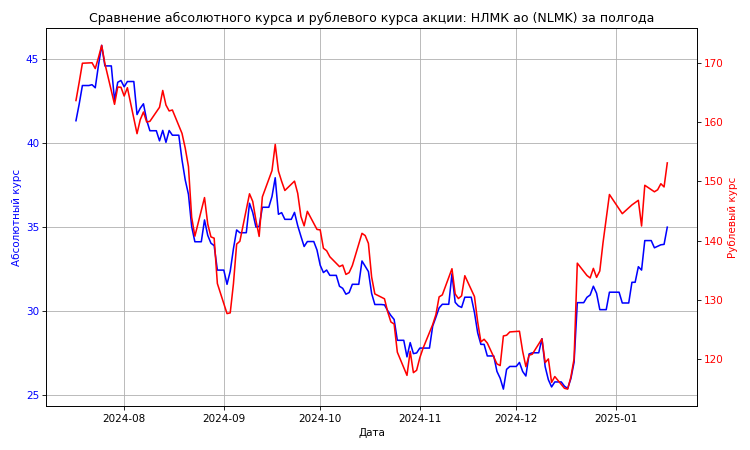 Сравнение абсолютного курса и рублевого курса акции: НЛМК ао (NLMK) за полгода
45
40
35
30
25
Абсолютный курс
170
160
150
140
130
120
Рублевый курс
2024-08 2024-09 2024-10 2024-11 2024-12 2025-01
Дата